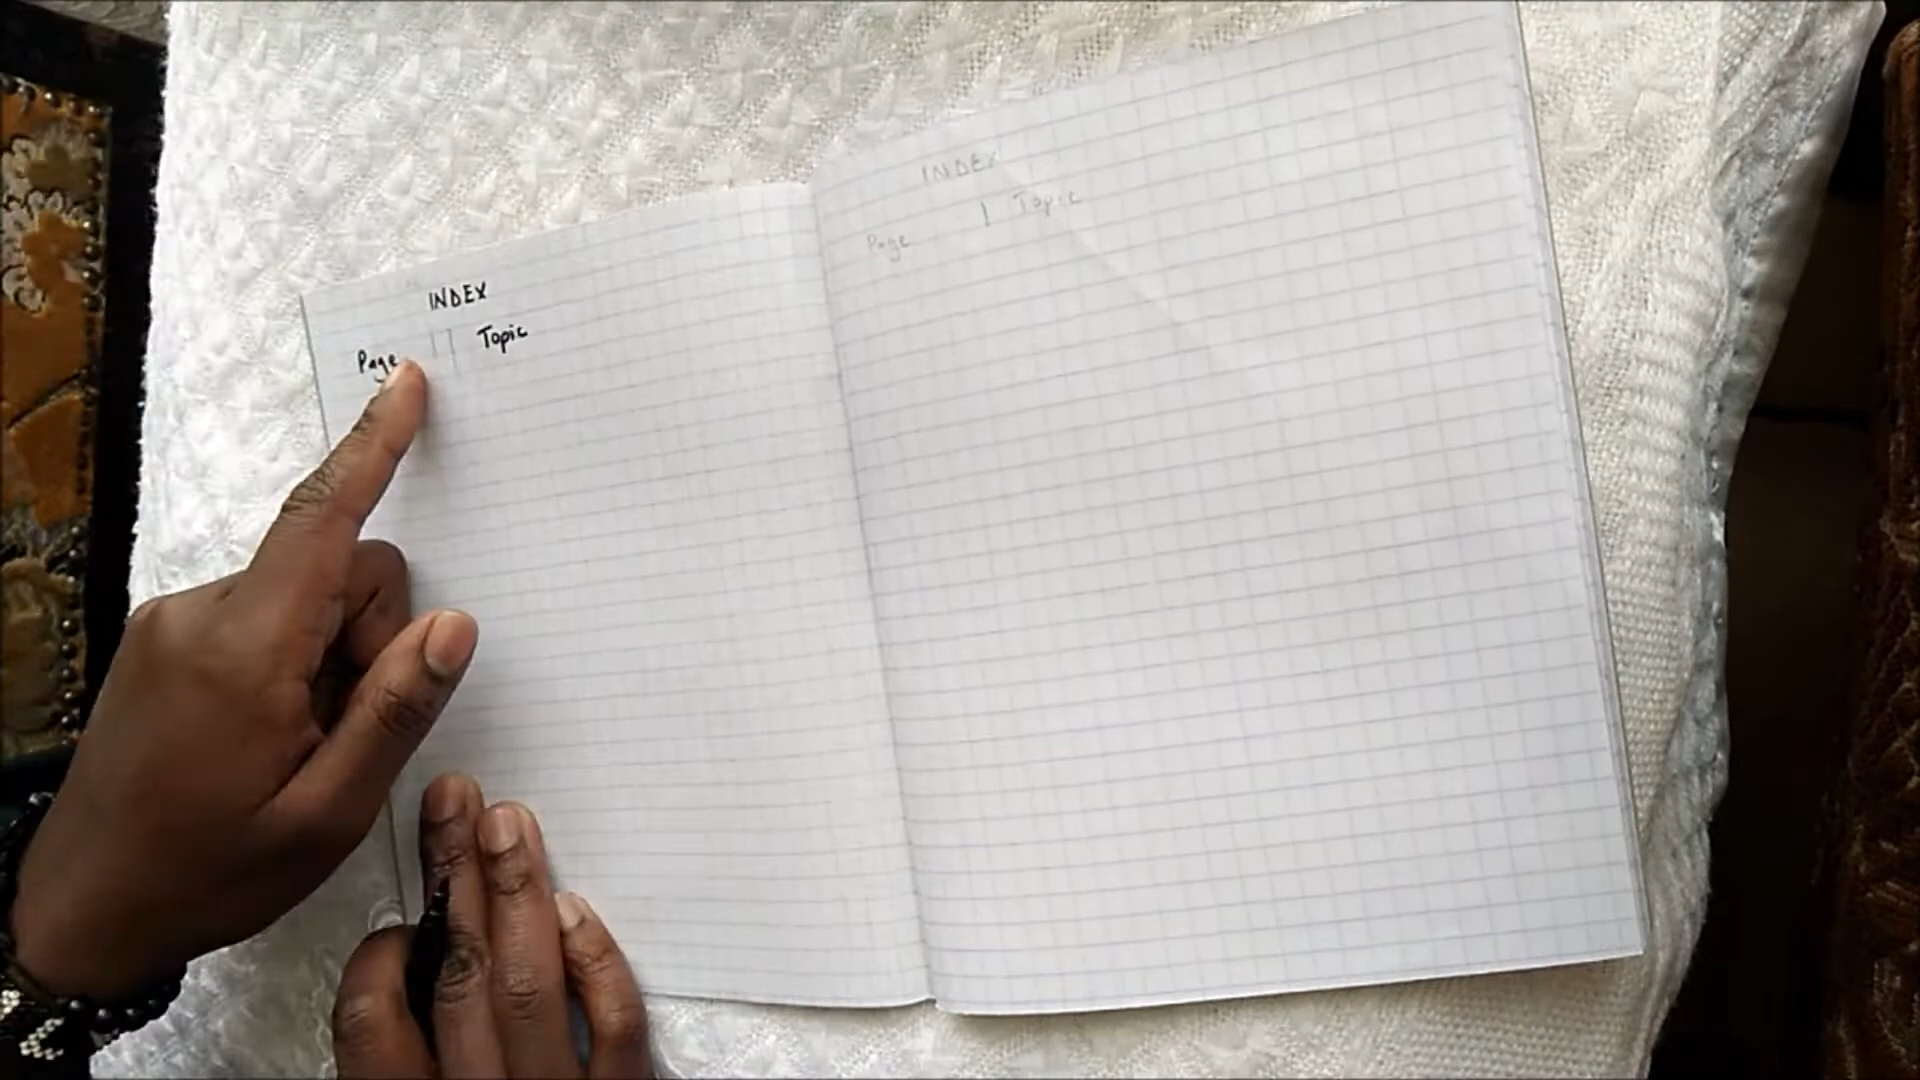 INDEX
Page | | Topic
INDEX
Page | Topic